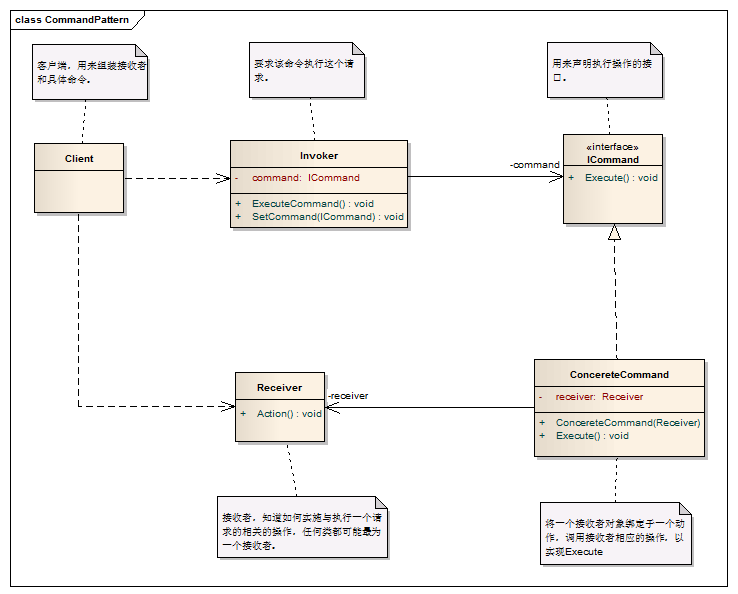 class CommandPattern
客户端，用来组装接收者
和具体命令。
要求该命令执行这个请
求。
用来声明执行操作的接
口。
Client
Invoker
- command: ICommand
+ ExecuteCommand() : void
+ SetCommand(ICommand) : void
-command
«interface»
ICommand
+ Execute() : void
Receiver
+ Action() : void
-receiver
ConcereteCommand
- receiver: Receiver
+ ConcereteCommand(Receiver)
+ Execute() : void
接收者，知道如何实施与执行一个请
求的相关的操作，任何类都可能最为
一个接收者。
将一个接收者对象绑定于一个动
作，调用接收者相应的操作，以
实现Execute